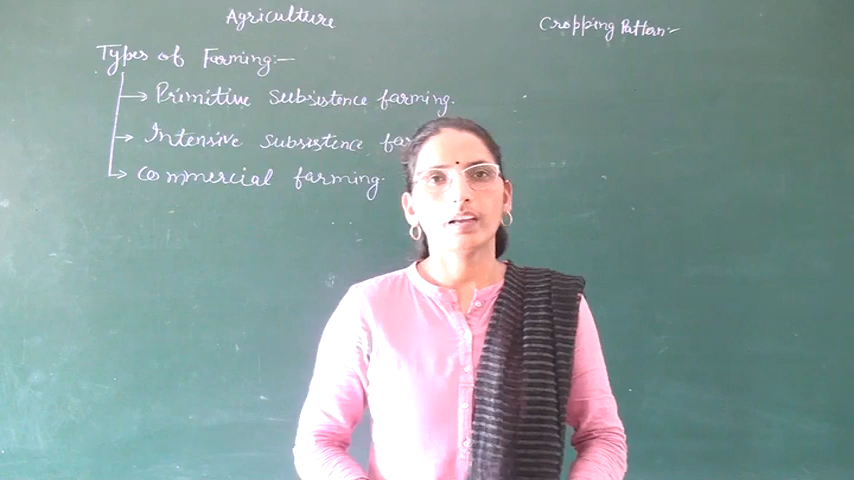 Agriculture
Cropping Pattern:-
Types of Farming:-
Primitive subsistence farming.
Intensive subsistence
Commercial farming.